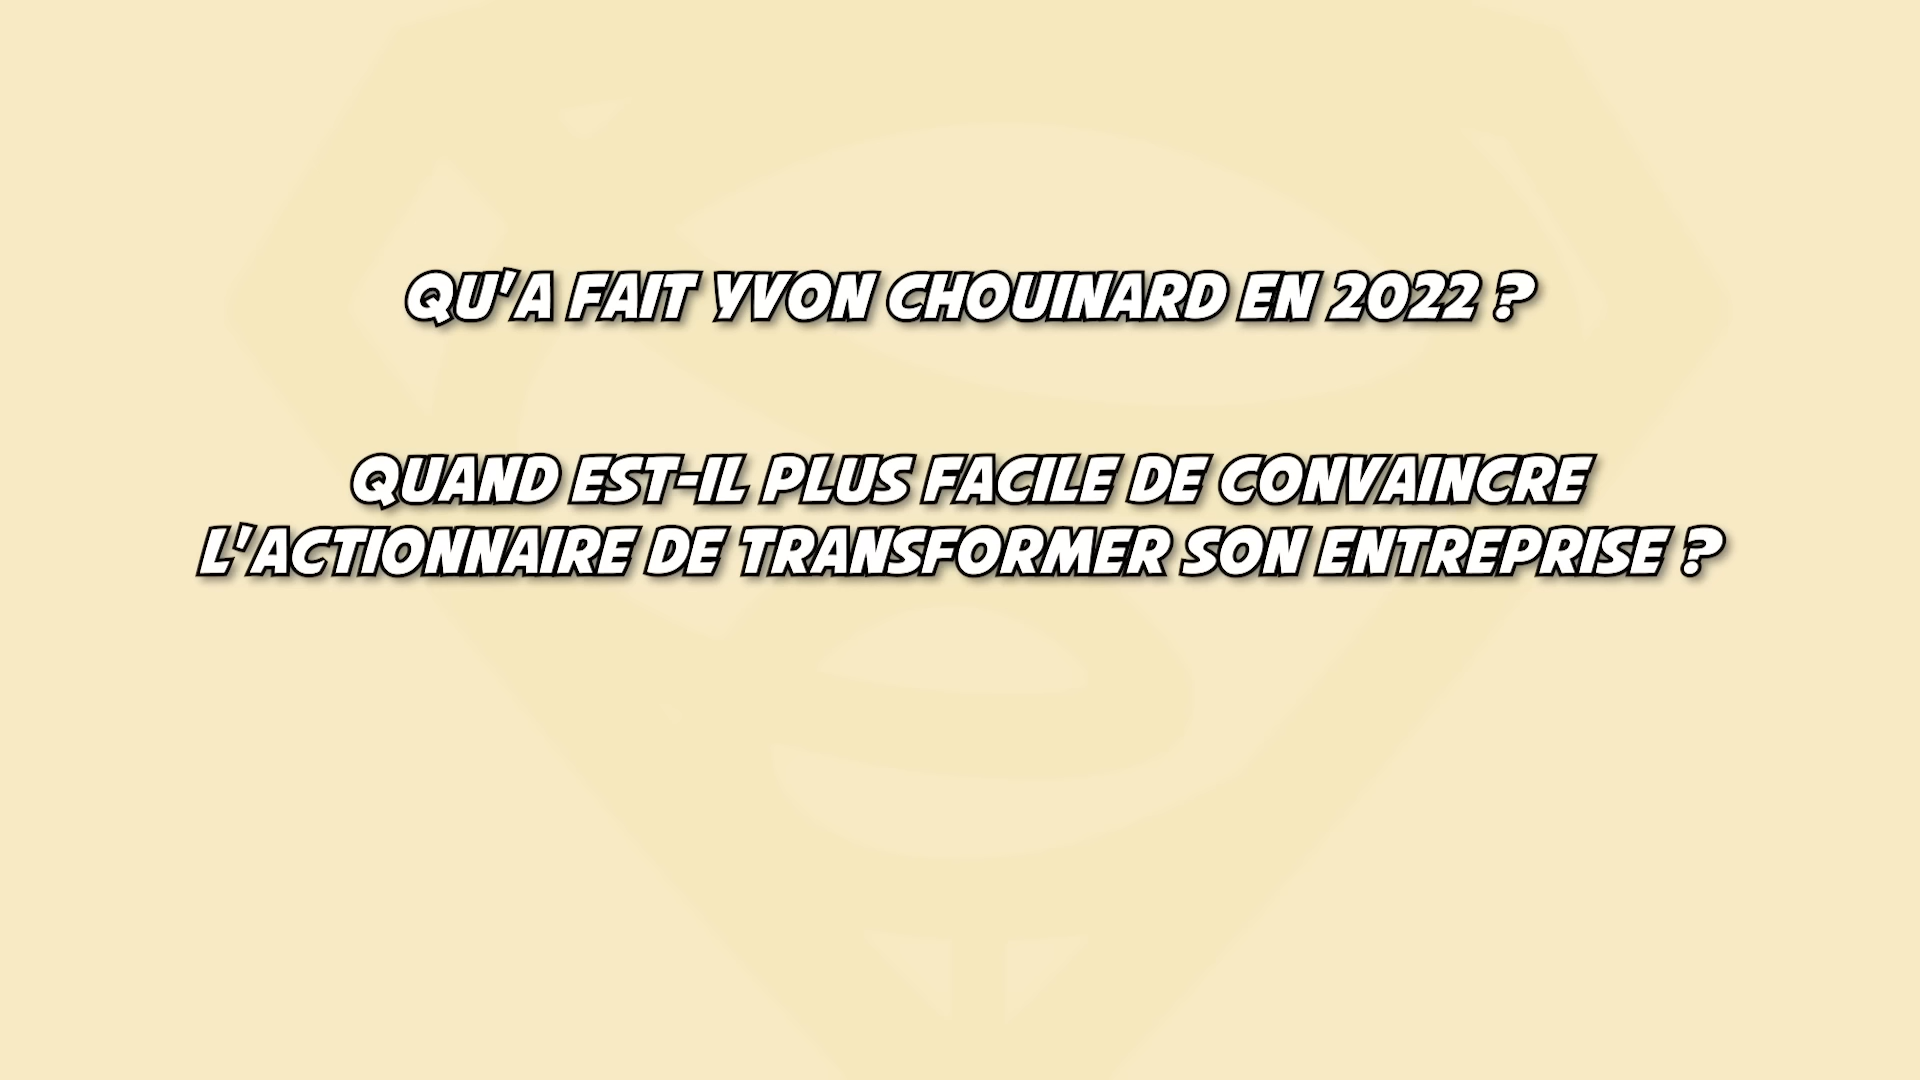 QU'A FAIT YVON CHOUINARD EN 2022 ?
QUAND EST-IL PLUS FACILE DE CONVAINCRE
L'ACTIONNAIRE DE TRANSFORMER SON ENTREPRISE ?